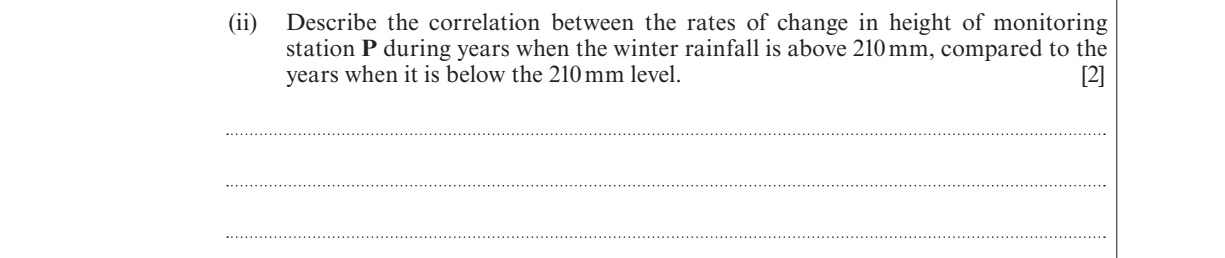 (ii) Describe the correlation between the rates of change in height of monitoring
station P during years when the winter rainfall is above 210 mm, compared to the
years when it is below the 210 mm level. [2]